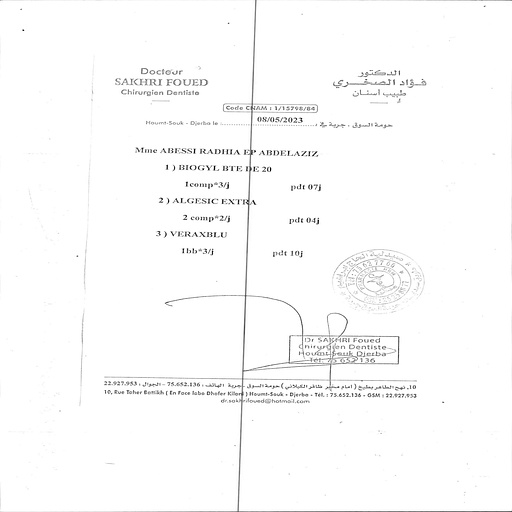 Docteur
SAKHRI FOUED
Chirurgien Dentiste
الدكتور
فؤاد الصخري
طبيب أسنان
Code CNAM : 1/15798/84
Houmt-Souk - Djerba le : 08/05/2023 حومة السوق ، جربة في :
Mme ABESSI RADHIA EP ABDELAZIZ
1 ) BIOGYL BTE DE 20
1comp*3/j pdt 07j
2 ) ALGESIC EXTRA
2 comp*2/j pdt 04j
3 ) VERAXBLU
1bb*3/j pdt 10j
Dr SAKHRI Foued
Chirurgien Dentiste
Houmt-Souk Djerba
Tél: 75 652 136
10, نهج الطاهر بطيخ ( أمام مخبر ظافر الكيلاني ) حومة السوق ـ جربة الهاتف : 75.652.136 - الجوال : 22.927.953
10, Rue Taher Battikh ( En Face labo Dhafer Kilani ) Houmt-Souk - Djerba - Tél. : 75.652.136 - GSM : 22.927.953
dr.sakhrifoued@hotmail.com